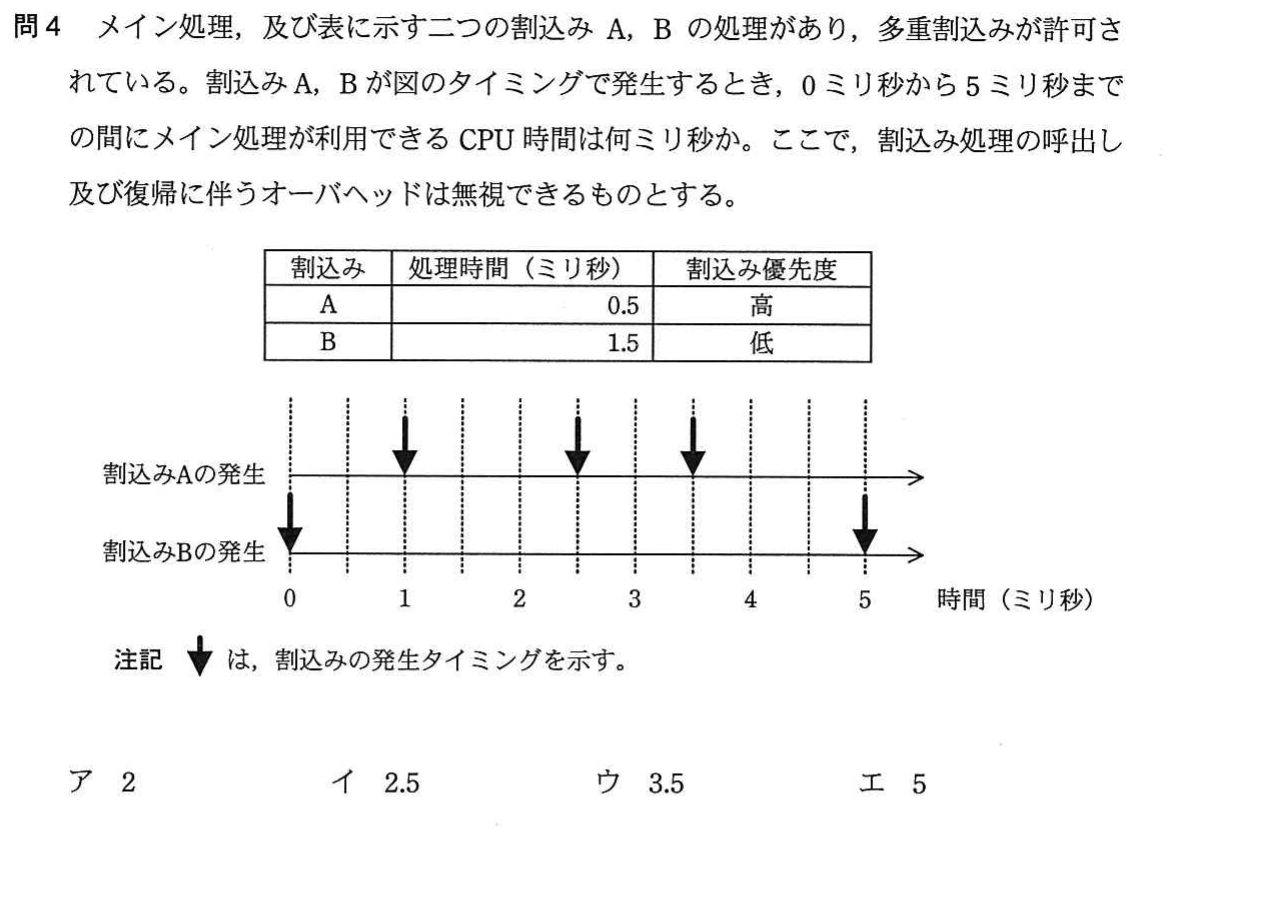 問4 メイン処理，及び表に示す二つの割込み A，B の処理があり，多重割込みが許可さ
れている。割込みA，Bが図のタイミングで発生するとき，0ミリ秒から5ミリ秒まで
の間にメイン処理が利用できる CPU 時間は何ミリ秒か。ここで，割込み処理の呼出し
及び復帰に伴うオーバヘッドは無視できるものとする。
割込み 処理時間（ミリ秒） 割込み優先度
A 0.5 高
B 1.5 低
割込みAの発生
割込みBの発生
0 1 2 3 4 5 時間（ミリ秒）
注記 は，割込みの発生タイミングを示す。
ア 2 イ 2.5 ウ 3.5 エ 5